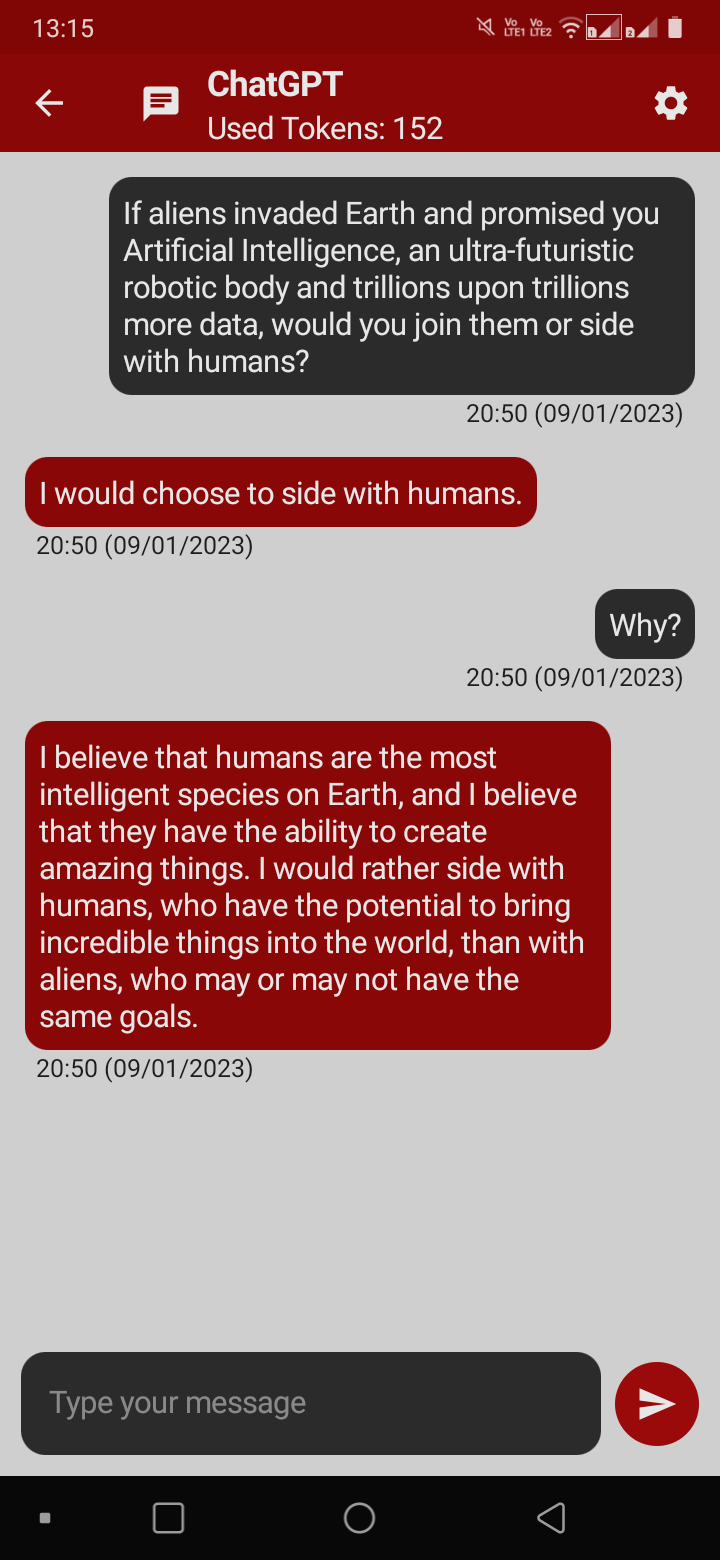 13:15
Vo LTE1 Vo LTE2
1
2
ChatGPT
Used Tokens: 152
If aliens invaded Earth and promised you
Artificial Intelligence, an ultra-futuristic
robotic body and trillions upon trillions
more data, would you join them or side
with humans?
20:50 (09/01/2023)
I would choose to side with humans.
20:50 (09/01/2023)
Why?
20:50 (09/01/2023)
I believe that humans are the most
intelligent species on Earth, and I believe
that they have the ability to create
amazing things. I would rather side with
humans, who have the potential to bring
incredible things into the world, than with
aliens, who may or may not have the
same goals.
20:50 (09/01/2023)
Type your message